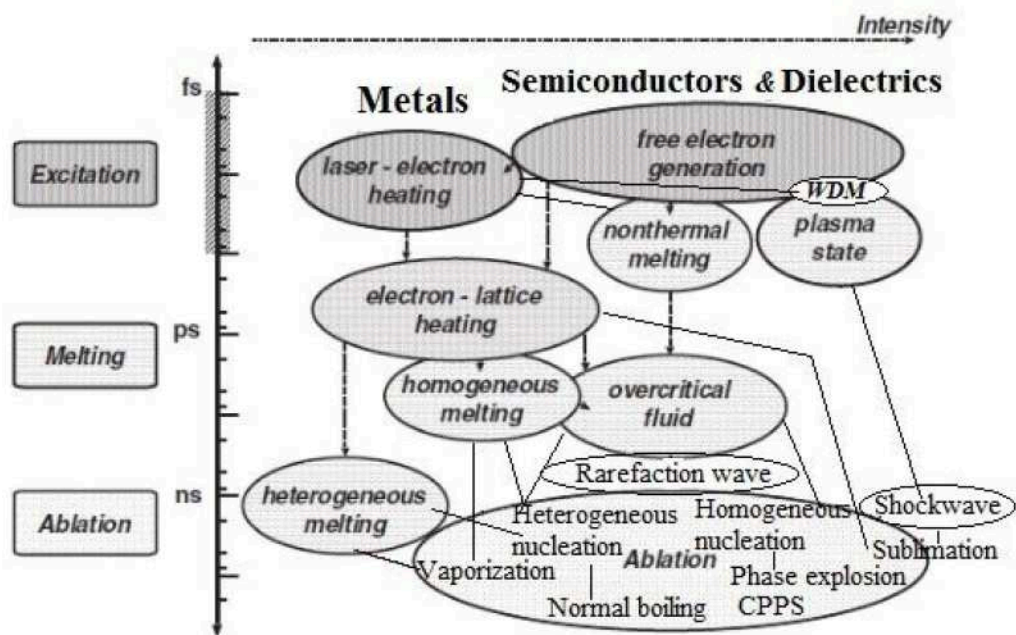 Intensity
fs
Metals
Semiconductors & Dielectrics
Excitation
laser - electron
heating
free electron
generation
WDM
nonthermal
melting
plasma
state
electron - lattice
heating
ps
Melting
homogeneous
melting
overcritical
fluid
Rarefaction wave
ns
Ablation
heterogeneous
melting
Heterogeneous
nucleation
Homogeneous
nucleation
Shockwave
Ablation
Sublimation
Vaporization
Phase explosion
Normal boiling
CPPS